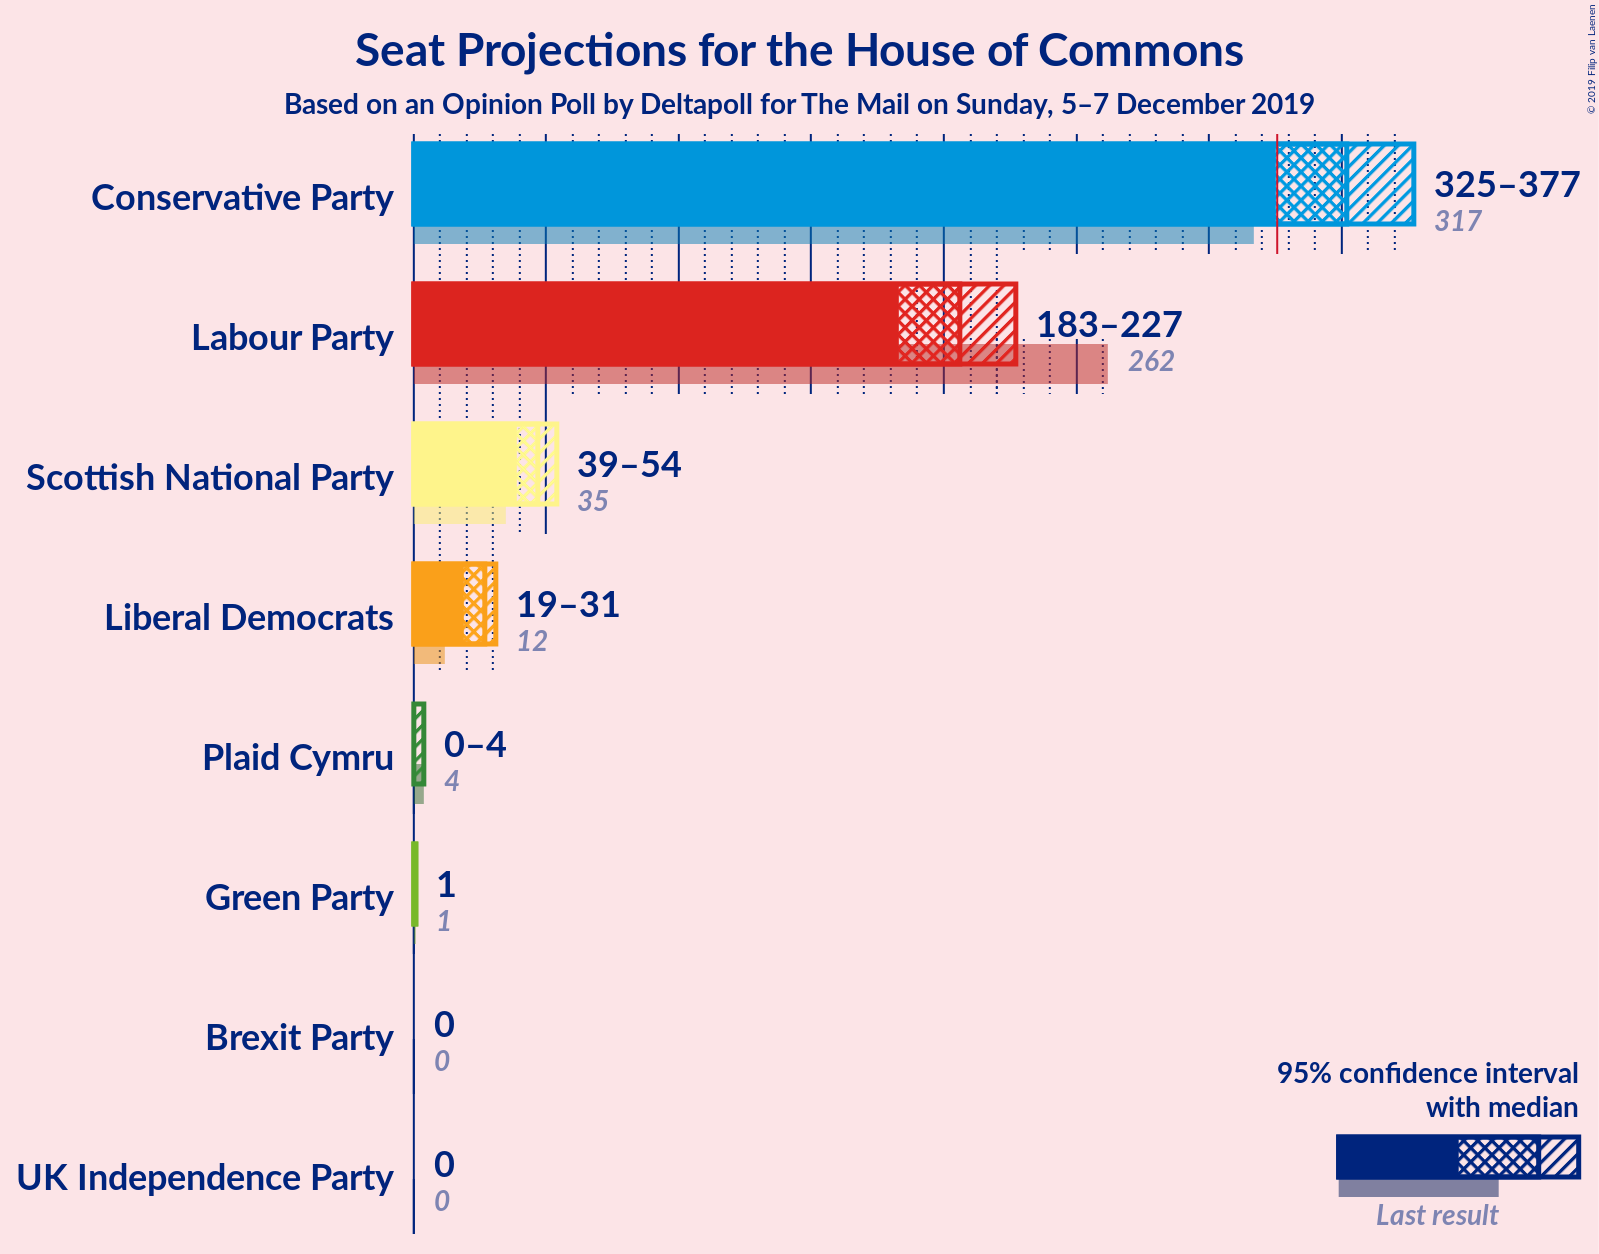 Seat Projections for the House of Commons
Based on an Opinion Poll by Deltapoll for The Mail on Sunday, 5–7 December 2019
© 2019 Filip van Laenen
Conservative Party
325–377
317
Labour Party
183–227
262
Scottish National Party
39–54
35
Liberal Democrats
19–31
12
Plaid Cymru
0–4
4
Green Party
1
1
Brexit Party
0
0
UK Independence Party
0
0
95% confidence interval
with median
Last result